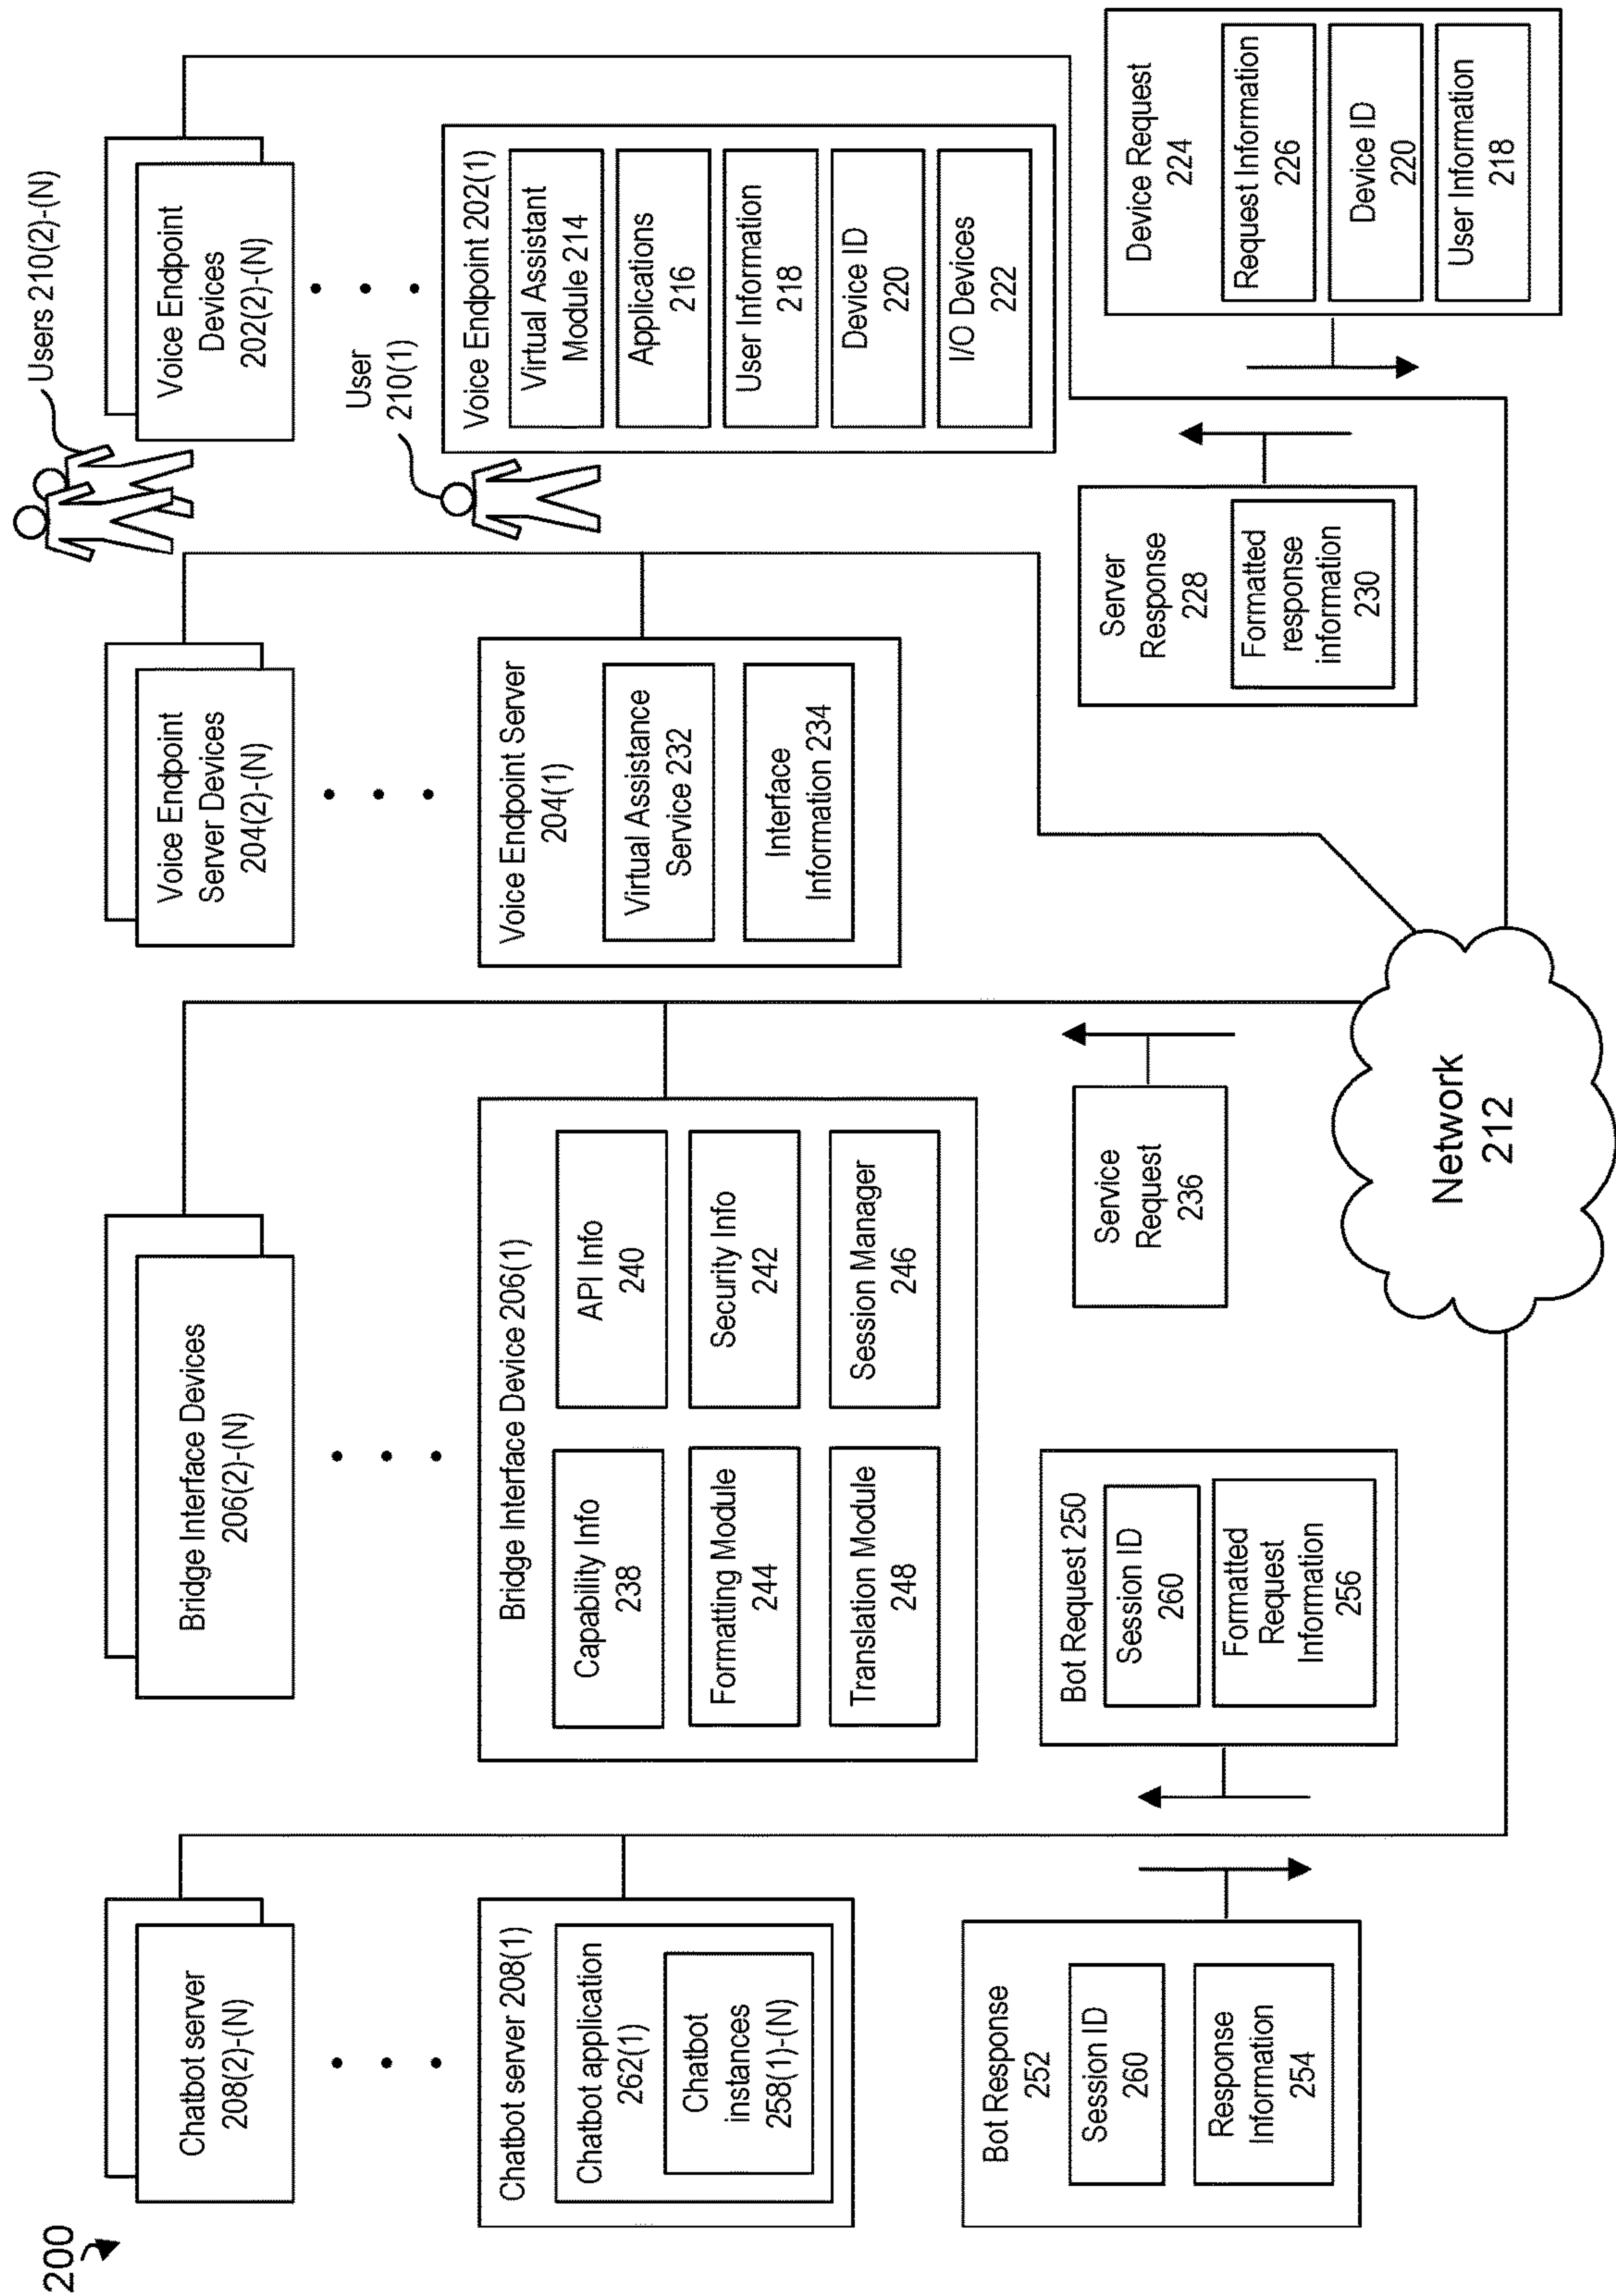 200
Chatbot server
208(2)-(N)
Chatbot server 208(1)
Chatbot application
262(1)
Chatbot
instances
258(1)-(N)
Bot Response
252
Session ID
260
Response
Information
254
Bridge Interface Devices
206(2)-(N)
Bridge Interface Device 206(1)
Capability Info
238
API Info
240
Formatting Module
244
Security Info
242
Translation Module
248
Session Manager
246
Bot Request 250
Session ID
260
Formatted
Request
Information
256
Service
Request
236
Network
212
Voice Endpoint
Server Devices
204(2)-(N)
Voice Endpoint Server
204(1)
Virtual Assistance
Service 232
Interface
Information 234
Server
Response
228
Formatted
response
information
230
Users 210(2)-(N)
User
210(1)
Voice Endpoint
Devices
202(2)-(N)
Voice Endpoint 202(1)
Virtual Assistant
Module 214
Applications
216
User Information
218
Device ID
220
I/O Devices
222
Device Request
224
Request Information
226
Device ID
220
User Information
218